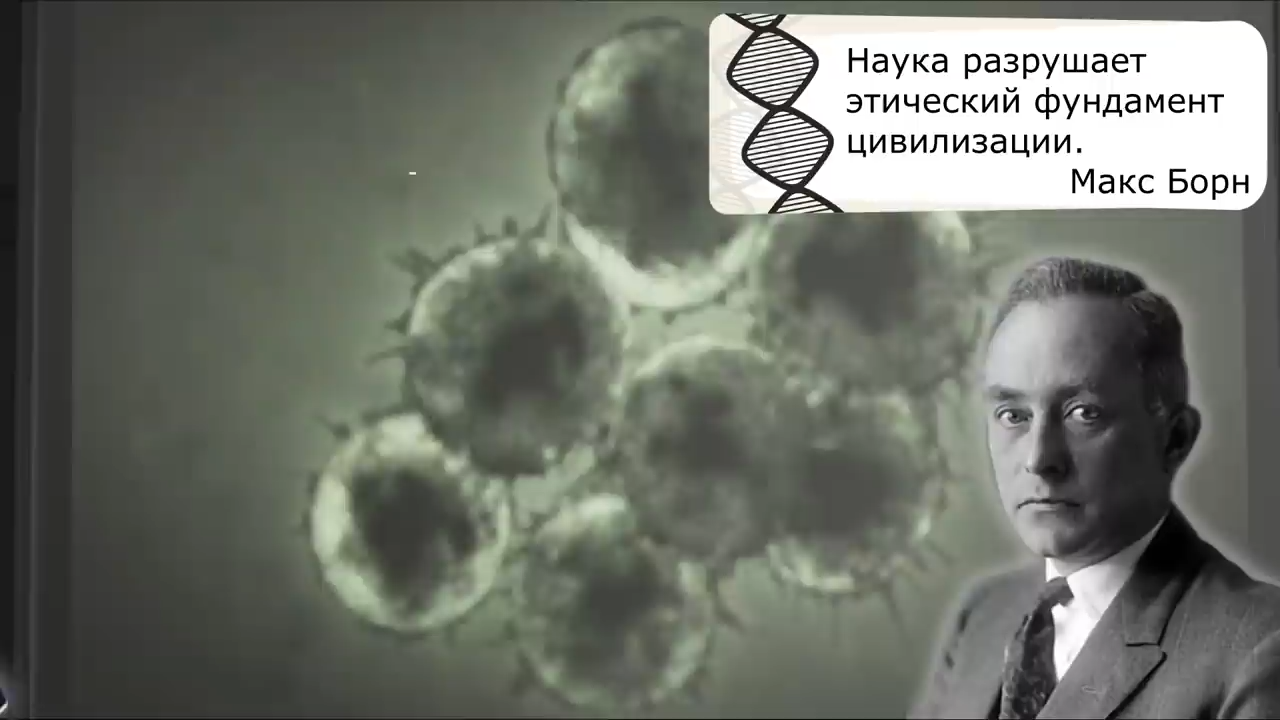 Наука разрушает
этический фундамент
цивилизации.
Макс Борн